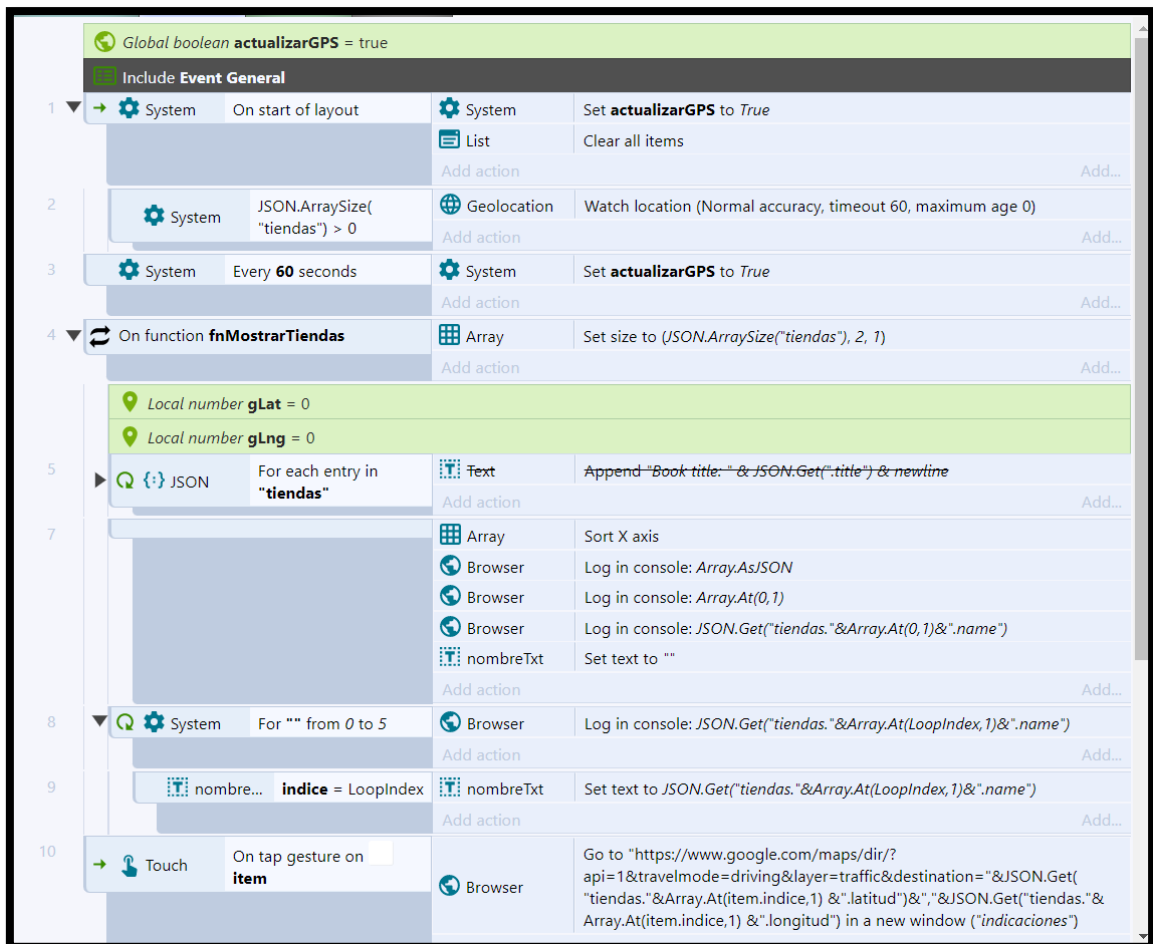 Global boolean actualizarGPS = true
Include Event General
1 System On start of layout System Set actualizarGPS to True
List Clear all items
Add action Add...
2 System JSON.ArraySize( Geolocation Watch location (Normal accuracy, timeout 60, maximum age 0)
"tiendas") > 0
Add action Add...
3 System Every 60 seconds System Set actualizarGPS to True
Add action Add...
4 On function fnMostrarTiendas Array Set size to (JSON.ArraySize("tiendas"), 2, 1)
Add action Add...
Local number gLat = 0
Local number gLng = 0
5 {:} JSON For each entry in Text Append "Book title: " & JSON.Get(".title") & newline
"tiendas"
Add action Add...
7 Array Sort X axis
Browser Log in console: Array.AsJSON
Browser Log in console: Array.At(0,1)
Browser Log in console: JSON.Get("tiendas."&Array.At(0,1)&".name")
nombreTxt Set text to ""
Add action Add...
8 System For "" from 0 to 5 Browser Log in console: JSON.Get("tiendas."&Array.At(LoopIndex,1)&".name")
Add action Add...
9 nombre... indice = LoopIndex nombreTxt Set text to JSON.Get("tiendas."&Array.At(LoopIndex,1)&".name")
Add action Add...
10 Touch On tap gesture on
item
Browser Go to "https://www.google.com/maps/dir/?
api=1&travelmode=driving&layer=traffic&destination="&JSON.Get(
"tiendas."&Array.At(item.indice,1) &".latitud")&","&JSON.Get("tiendas."&
Array.At(item.indice,1) &".longitud") in a new window ("indicaciones")